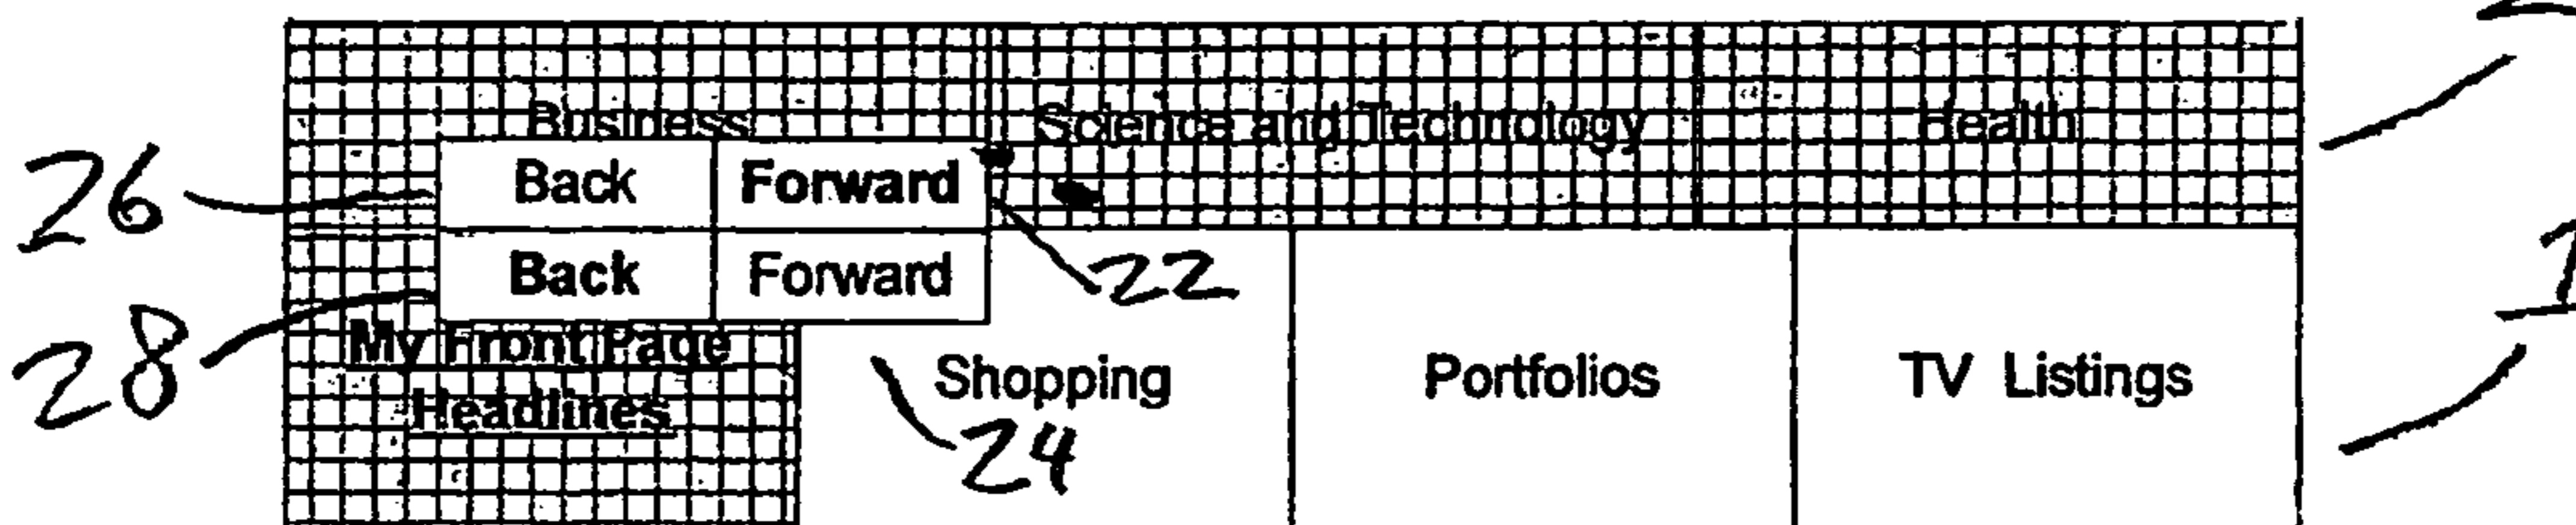 Business Science and Technology Health
26 Back Forward
Back Forward 22
28 My Front Page
Headlines
Shopping Portfolios TV Listings
24